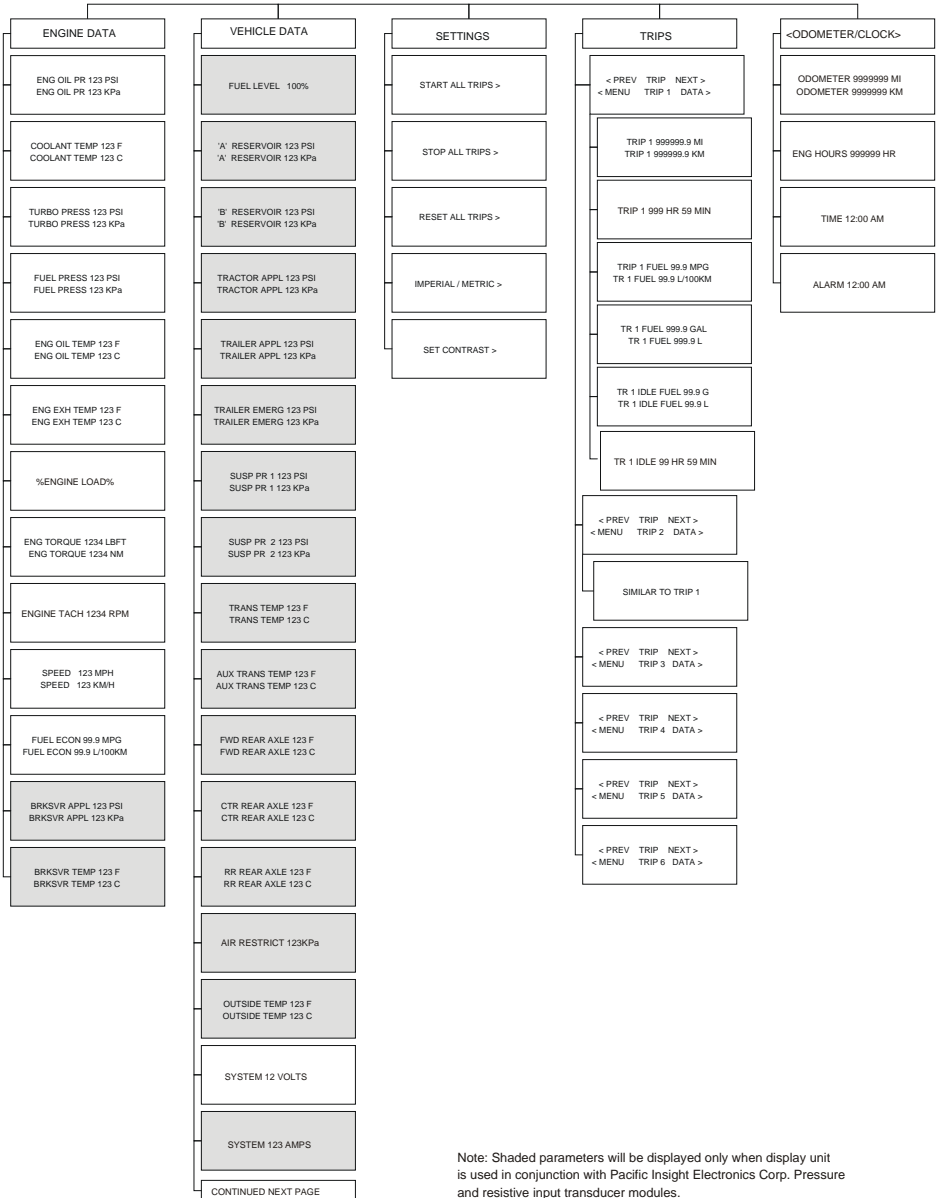 ENGINE DATA
ENG OIL PR 123 PSI
ENG OIL PR 123 KPa
COOLANT TEMP 123 F
COOLANT TEMP 123 C
TURBO PRESS 123 PSI
TURBO PRESS 123 KPa
FUEL PRESS 123 PSI
FUEL PRESS 123 KPa
ENG OIL TEMP 123 F
ENG OIL TEMP 123 C
ENG EXH TEMP 123 F
ENG EXH TEMP 123 C
%ENGINE LOAD%
ENG TORQUE 1234 LBFT
ENG TORQUE 1234 NM
ENGINE TACH 1234 RPM
SPEED 123 MPH
SPEED 123 KM/H
FUEL ECON 99.9 MPG
FUEL ECON 99.9 L/100KM
BRKSVR APPL 123 PSI
BRKSVR APPL 123 KPa
BRKSVR TEMP 123 F
BRKSVR TEMP 123 C
VEHICLE DATA
FUEL LEVEL 100%
'A' RESERVOIR 123 PSI
'A' RESERVOIR 123 KPa
'B' RESERVOIR 123 PSI
'B' RESERVOIR 123 KPa
TRACTOR APPL 123 PSI
TRACTOR APPL 123 KPa
TRAILER APPL 123 PSI
TRAILER APPL 123 KPa
TRAILER EMERG 123 PSI
TRAILER EMERG 123 KPa
SUSP PR 1 123 PSI
SUSP PR 1 123 KPa
SUSP PR 2 123 PSI
SUSP PR 2 123 KPa
TRANS TEMP 123 F
TRANS TEMP 123 C
AUX TRANS TEMP 123 F
AUX TRANS TEMP 123 C
FWD REAR AXLE 123 F
FWD REAR AXLE 123 C
CTR REAR AXLE 123 F
CTR REAR AXLE 123 C
RR REAR AXLE 123 F
RR REAR AXLE 123 C
AIR RESTRICT 123KPa
OUTSIDE TEMP 123 F
OUTSIDE TEMP 123 C
SYSTEM 12 VOLTS
SYSTEM 123 AMPS
CONTINUED NEXT PAGE
SETTINGS
START ALL TRIPS >
STOP ALL TRIPS >
RESET ALL TRIPS >
IMPERIAL / METRIC >
SET CONTRAST >
TRIPS
< PREV TRIP NEXT >
< MENU TRIP 1 DATA >
TRIP 1 999999.9 MI
TRIP 1 999999.9 KM
TRIP 1 999 HR 59 MIN
TRIP 1 FUEL 99.9 MPG
TR 1 FUEL 99.9 L/100KM
TR 1 FUEL 999.9 GAL
TR 1 FUEL 999.9 L
TR 1 IDLE FUEL 99.9 G
TR 1 IDLE FUEL 99.9 L
TR 1 IDLE 99 HR 59 MIN
< PREV TRIP NEXT >
< MENU TRIP 2 DATA >
SIMILAR TO TRIP 1
< PREV TRIP NEXT >
< MENU TRIP 3 DATA >
< PREV TRIP NEXT >
< MENU TRIP 4 DATA >
< PREV TRIP NEXT >
< MENU TRIP 5 DATA >
< PREV TRIP NEXT >
< MENU TRIP 6 DATA >
<ODOMETER/CLOCK>
ODOMETER 9999999 MI
ODOMETER 9999999 KM
ENG HOURS 999999 HR
TIME 12:00 AM
ALARM 12:00 AM
Note: Shaded parameters will be displayed only when display unit
is used in conjunction with Pacific Insight Electronics Corp. Pressure
and resistive input transducer modules.